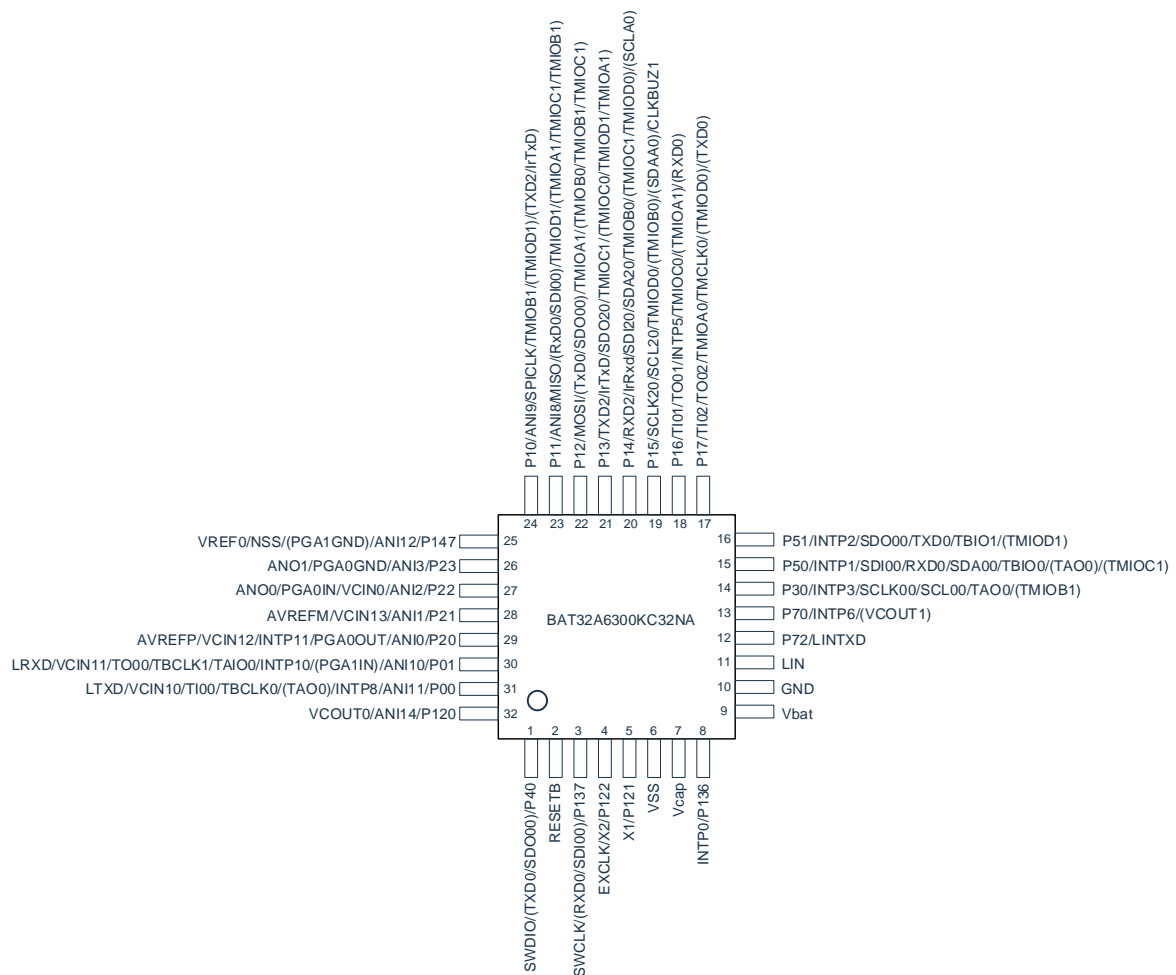 P10/ANI9/SPICLK/TMIOB1/(TMIOD1)/(TXD2/IrTxD)
P11/ANI8/MISO/(RxD0/SDI00)/TMIOD1/(TMIOA1/TMIOC1/TMIOB1)
P12/MOSI/(TxD0/SDO00)/TMIOA1/(TMIOB0/TMIOB1/TMIOC1)
P13/TXD2/IrTxD/SDO20/TMIOC1/(TMIOC0/TMIOD1/TMIOA1)
P14/RXD2/IrRxd/SDI20/SDA20/TMIOB0/(TMIOC1/TMIOD0)/(SCLA0)
P15/SCLK20/SCL20/TMIOD0/(TMIOB0)/(SDAA0)/CLKBUZ1
P16/TI01/TO01/INTP5/TMIOC0/(TMIOA1)/(RXD0)
P17/TI02/TO02/TMIOA0/TMCLK0/(TMIOD0)/(TXD0)
24 23 22 21 20 19 18 17
VREF0/NSS/(PGA1GND)/ANI12/P147 25
ANO1/PGA0GND/ANI3/P23 26
ANO0/PGA0IN/VCIN0/ANI2/P22 27
AVREFM/VCIN13/ANI1/P21 28
AVREFP/VCIN12/INTP11/PGA0OUT/ANI0/P20 29
LRXD/VCIN11/TO00/TBCLK1/TAIO0/INTP10/(PGA1IN)/ANI10/P01 30
LTXD/VCIN10/TI00/TBCLK0/(TAO0)/INTP8/ANI11/P00 31
VCOUT0/ANI14/P120 32
BAT32A6300KC32NA
16 P51/INTP2/SDO00/TXD0/TBIO1/(TMIOD1)
15 P50/INTP1/SDI00/RXD0/SDA00/TBIO0/(TAO0)/(TMIOC1)
14 P30/INTP3/SCLK00/SCL00/TAO0/(TMIOB1)
13 P70/INTP6/(VCOUT1)
12 P72/LINTXD
11 LIN
10 GND
9 Vbat
1 2 3 4 5 6 7 8
SWDIO/(TXD0/SDO00)/P40
RESETB
SWCLK/(RXD0/SDI00)/P137
EXCLK/X2/P122
X1/P121
VSS
Vcap
INTP0/P136